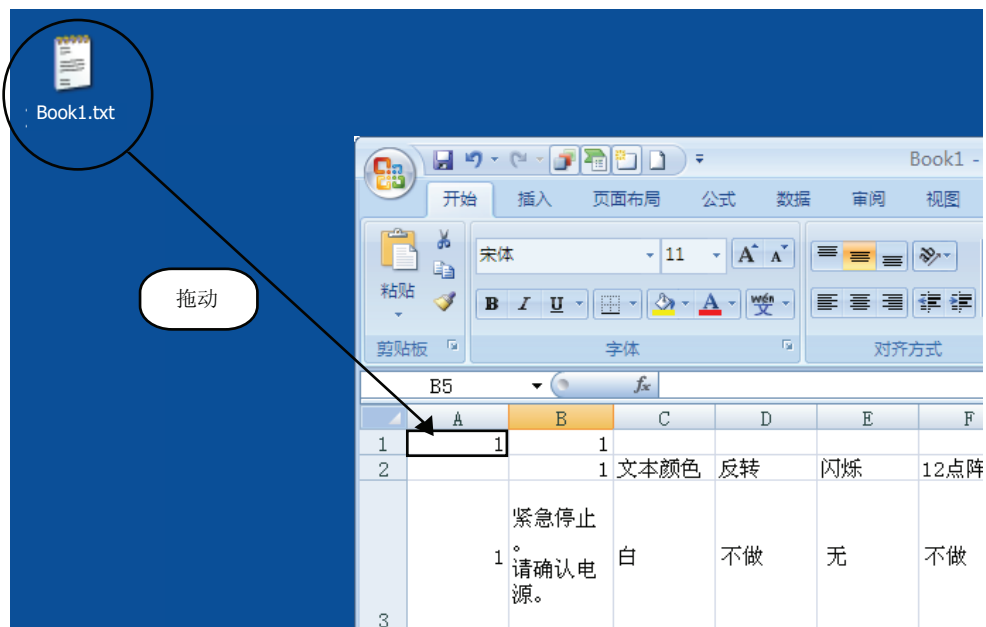 Book1.txt
Book1 -
开始 插入 页面布局 公式 数据 审阅 视图
宋体 11 A A
粘贴
B I U A wén 变
拖动
剪贴板 字体 对齐方式
B5 fx
A B C D E F
1 1 1
2 1 文本颜色 反转 闪烁 12点阵
1 紧急停止
。
请确认电
源。
白 不做 无 不做
3